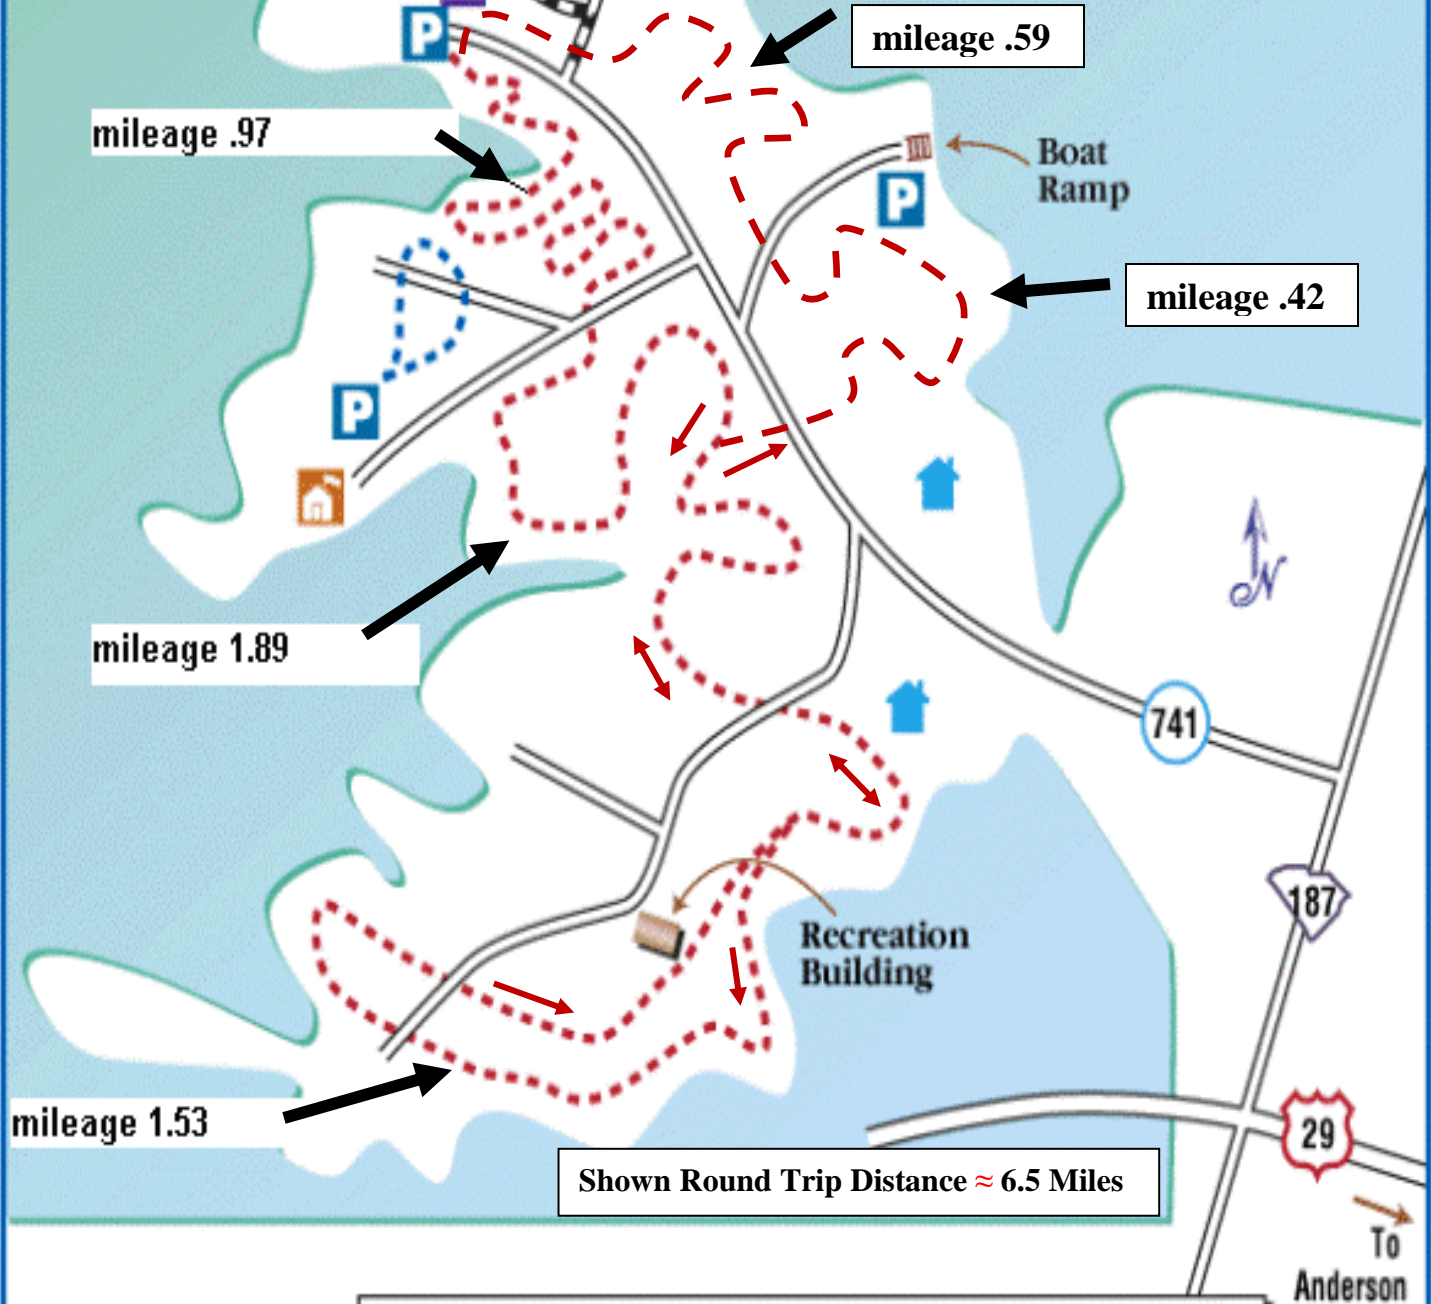 P
mileage .59
mileage .97
Boat
Ramp
P
mileage .42
P
N
mileage 1.89
741
187
Recreation
Building
mileage 1.53
29
Shown Round Trip Distance ≈ 6.5 Miles
To
Anderson